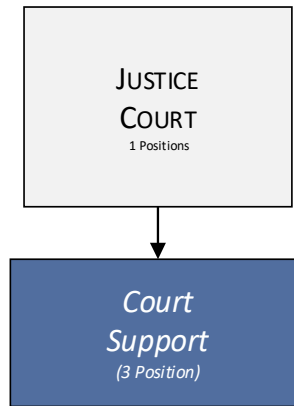 JUSTICE
COURT
1 Positions
Court
Support
(3 Position)